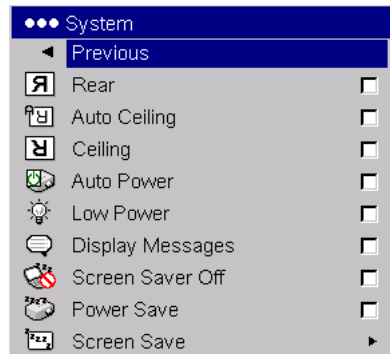 System
Previous
Rear
Auto Ceiling
Ceiling
Auto Power
Low Power
Display Messages
Screen Saver Off
Power Save
Screen Save